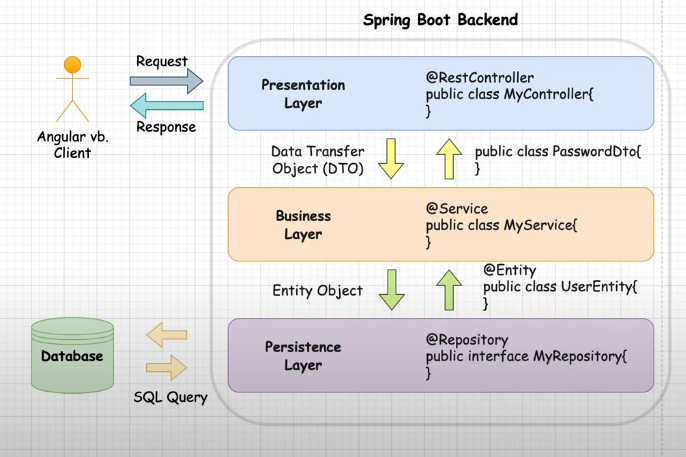 Spring Boot Backend
Request
Response
Angular vb.
Client
Presentation
Layer
@RestController
public class MyController{
}
Data Transfer
Object (DTO)
public class PasswordDto{
}
Business
Layer
@Service
public class MyService{
}
Entity Object
@Entity
public class UserEntity{
}
Database
SQL Query
Persistence
Layer
@Repository
public interface MyRepository{
}